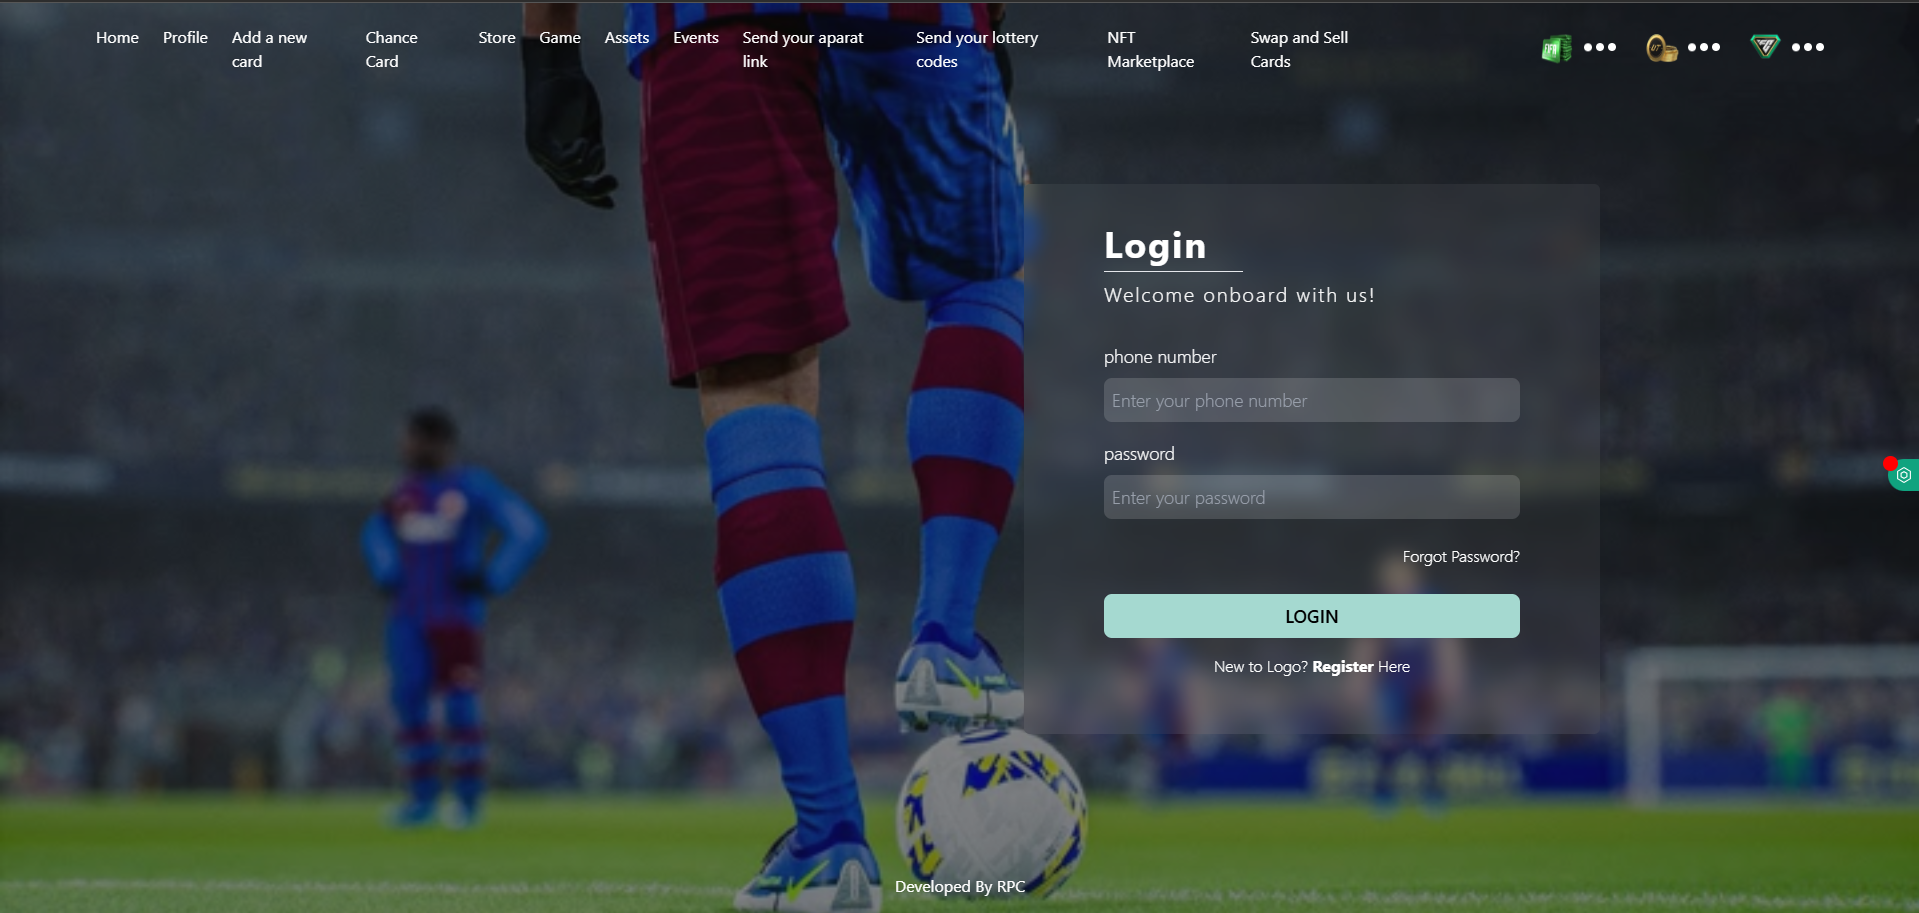 Home
Profile
Add a new
card
Chance
Card
Store
Game
Assets
Events
Send your aparat
link
Send your lottery
codes
NFT
Marketplace
Swap and Sell
Cards
Login
Welcome onboard with us!
phone number
Enter your phone number
password
Enter your password
Forgot Password?
LOGIN
New to Logo? Register Here
Developed By RPC